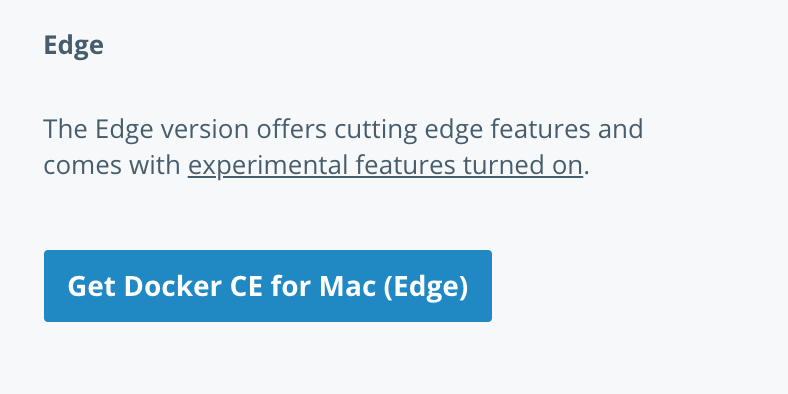 Edge
The Edge version offers cutting edge features and
comes with experimental features turned on.
Get Docker CE for Mac (Edge)